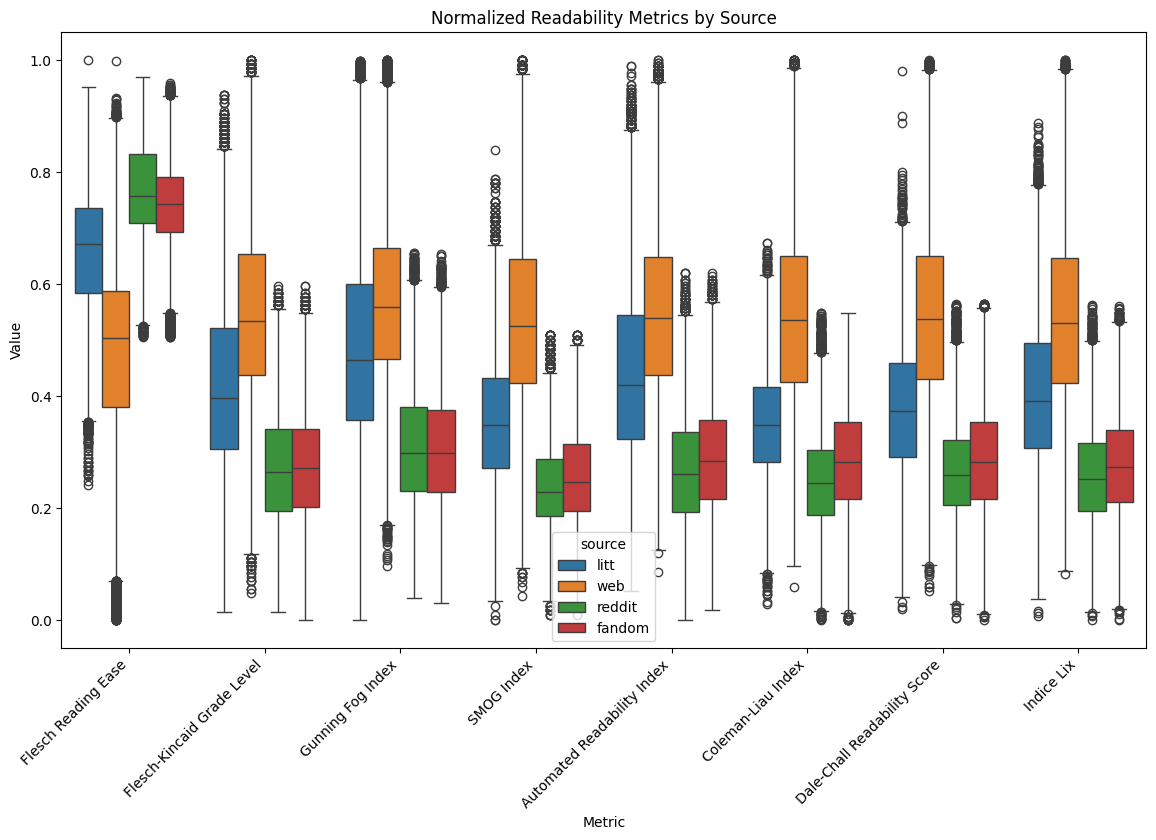 Normalized Readability Metrics by Source
Value
1.0
0.8
0.6
0.4
0.2
0.0
source
litt
web
reddit
fandom
Flesch Reading Ease
Flesch-Kincaid Grade Level
Gunning Fog Index
SMOG Index
Automated Readability Index
Coleman-Liau Index
Dale-Chall Readability Score
Indice Lix
Metric